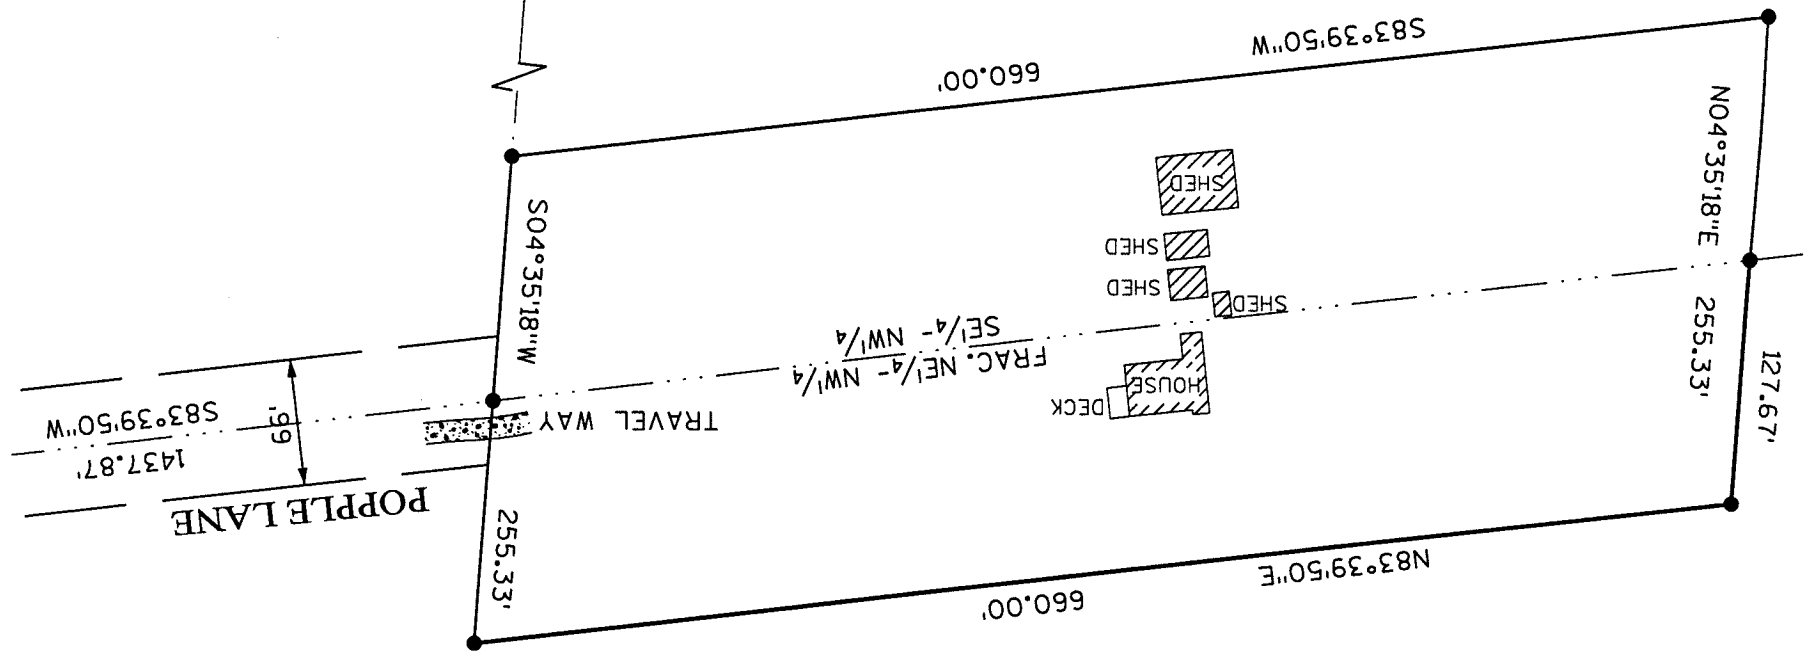 N83°39'50"E
660.00'
127.67'
255.33'
N04°35'18"E
255.33'
S04°35'18"W
POPPLE LANE
1437.87'
S83°39'50"W
66'
TRAVEL WAY
DECK
HOUSE
FRAC. NE1/4- NW1/4
SE1/4- NW1/4
SHED
SHED
SHED
SHED
660.00'
S83°39'50"W